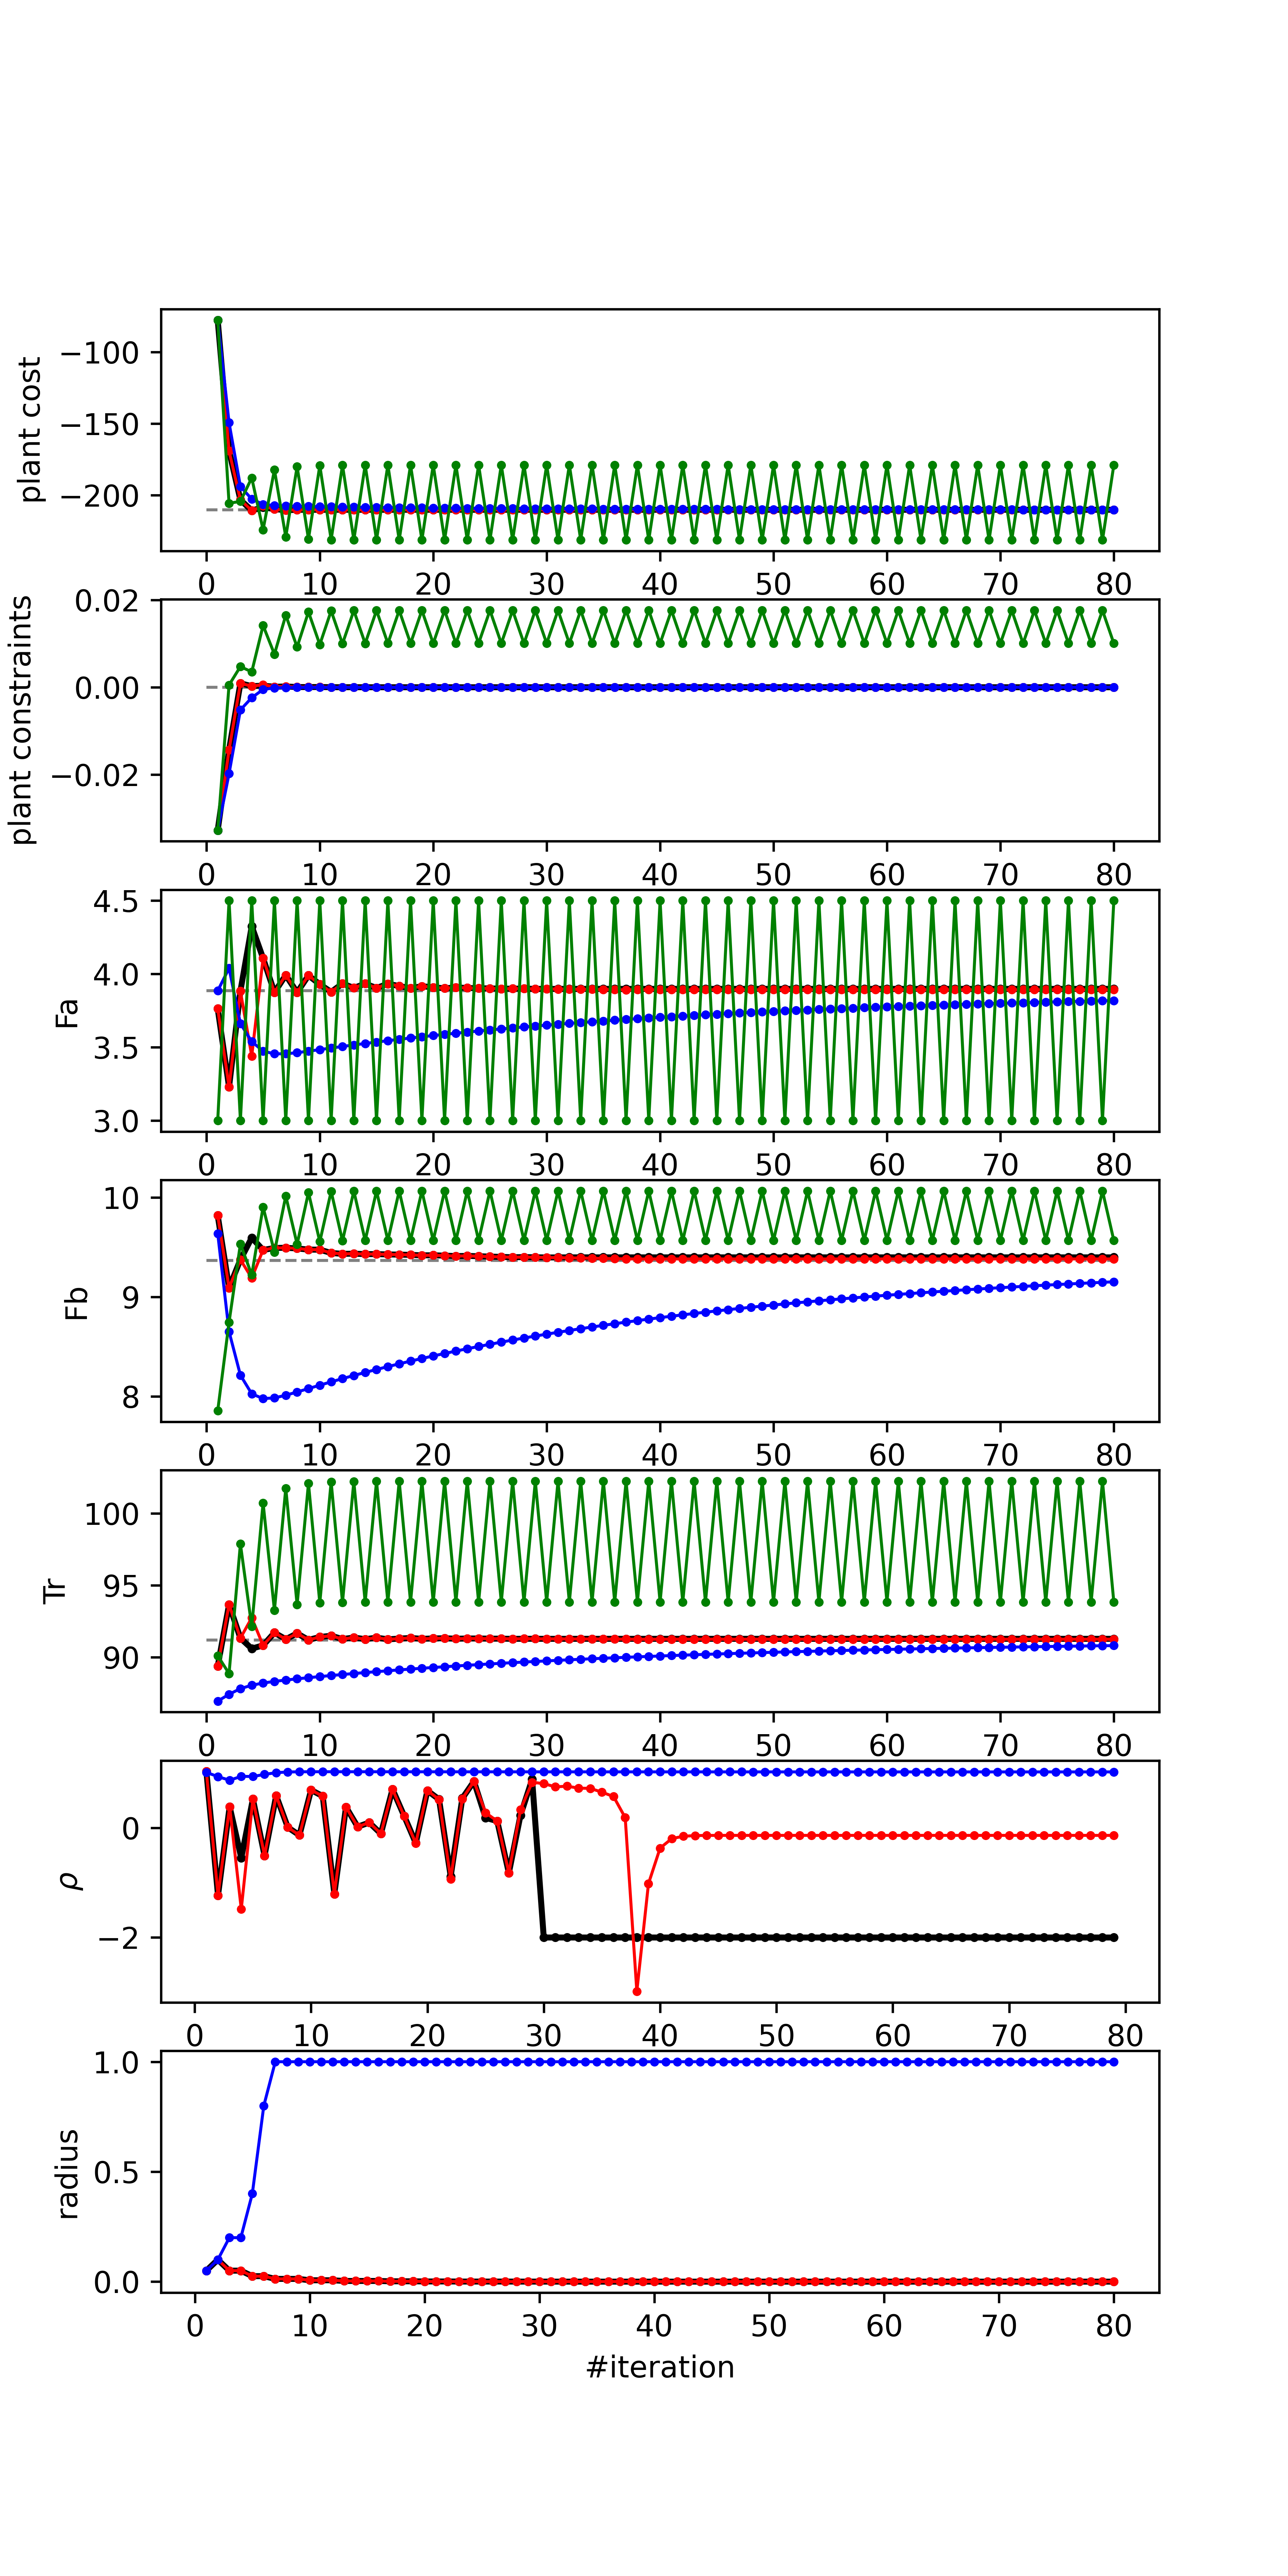 plant cost
−100
−150
−200
0 10 20 30 40 50 60 70 80
plant constraints
0.02
0.00
−0.02
0 10 20 30 40 50 60 70 80
Fa
4.5
4.0
3.5
3.0
0 10 20 30 40 50 60 70 80
Fb
10
9
8
0 10 20 30 40 50 60 70 80
Tr
100
95
90
0 10 20 30 40 50 60 70 80
ρ
0
−2
0 10 20 30 40 50 60 70 80
radius
1.0
0.5
0.0
0 10 20 30 40 50 60 70 80
#iteration